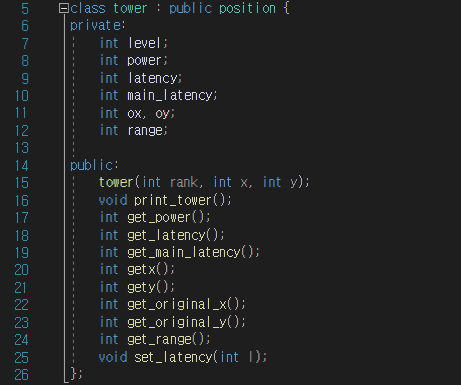 5 class tower : public position {
6 private:
7 int level;
8 int power;
9 int latency;
10 int main_latency;
11 int ox, oy;
12 int range;
13
14 public:
15 tower(int rank, int x, int y);
16 void print_tower();
17 int get_power();
18 int get_latency();
19 int get_main_latency();
20 int getx();
21 int gety();
22 int get_original_x();
23 int get_original_y();
24 int get_range();
25 void set_latency(int l);
26 };